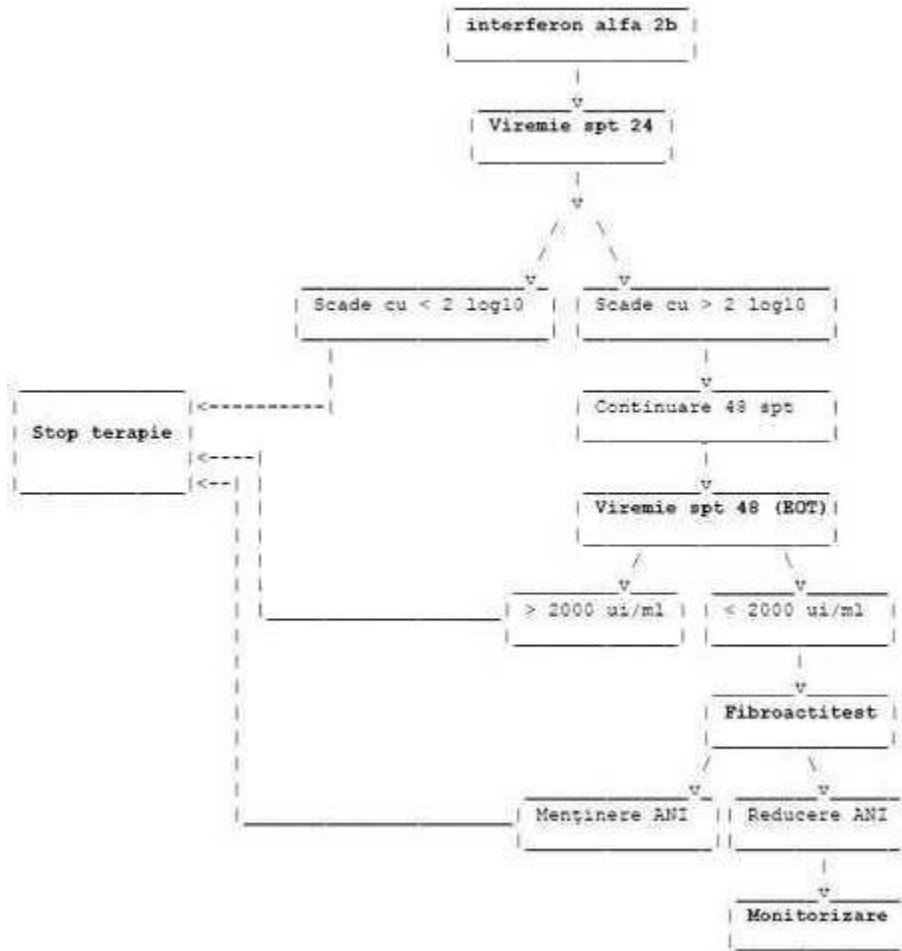 interferon alfa 2b
Viremie spt 24
Scade cu < 2 log10
Scade cu > 2 log10
Stop terapie
Continuare 48 spt
Viremie spt 48 (EOT)
> 2000 ui/ml
< 2000 ui/ml
Fibroactitest
Menţinere ANI
Reducere ANI
Monitorizare